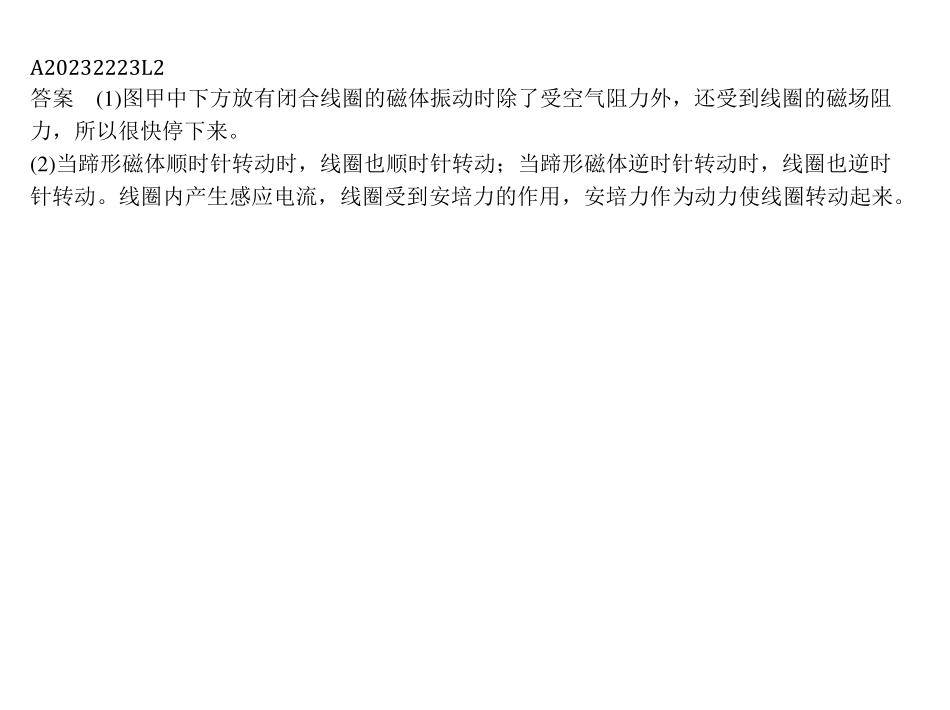 A20232223L2
答案 (1)图甲中下方放有闭合线圈的磁体振动时除了受空气阻力外，还受到线圈的磁场阻
力，所以很快停下来。
(2)当蹄形磁体顺时针转动时，线圈也顺时针转动；当蹄形磁体逆时针转动时，线圈也逆时
针转动。线圈内产生感应电流，线圈受到安培力的作用，安培力作为动力使线圈转动起来。